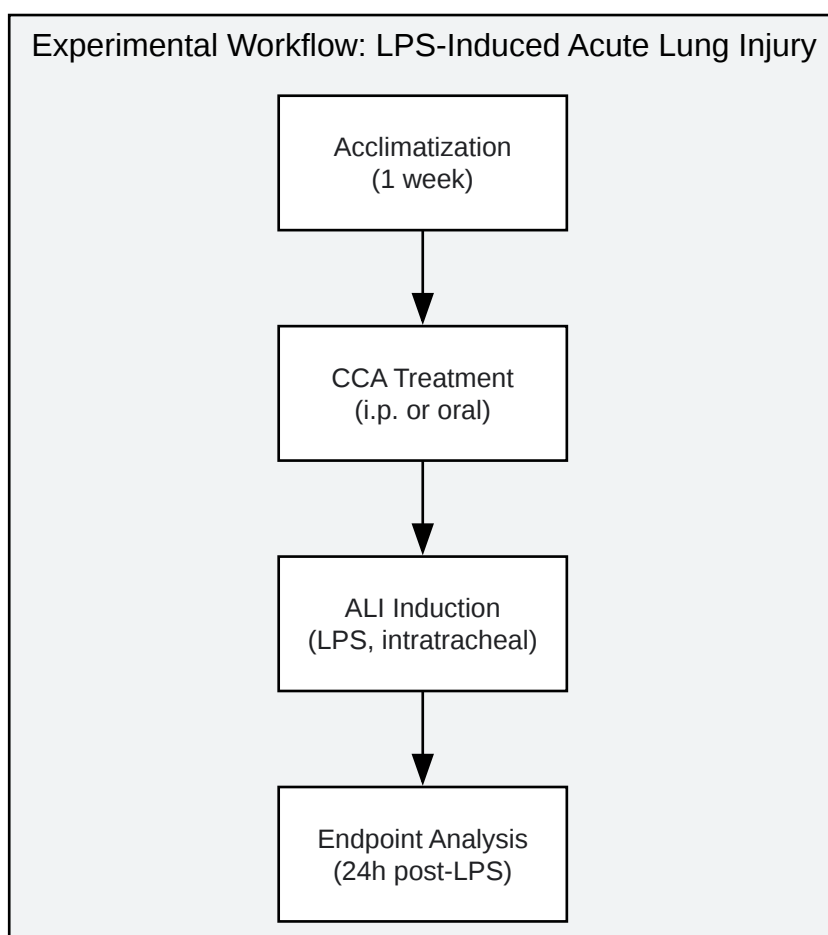 Experimental Workflow: LPS-Induced Acute Lung Injury
Acclimatization
(1 week)
CCA Treatment
(i.p. or oral)
ALI Induction
(LPS, intratracheal)
Endpoint Analysis
(24h post-LPS)